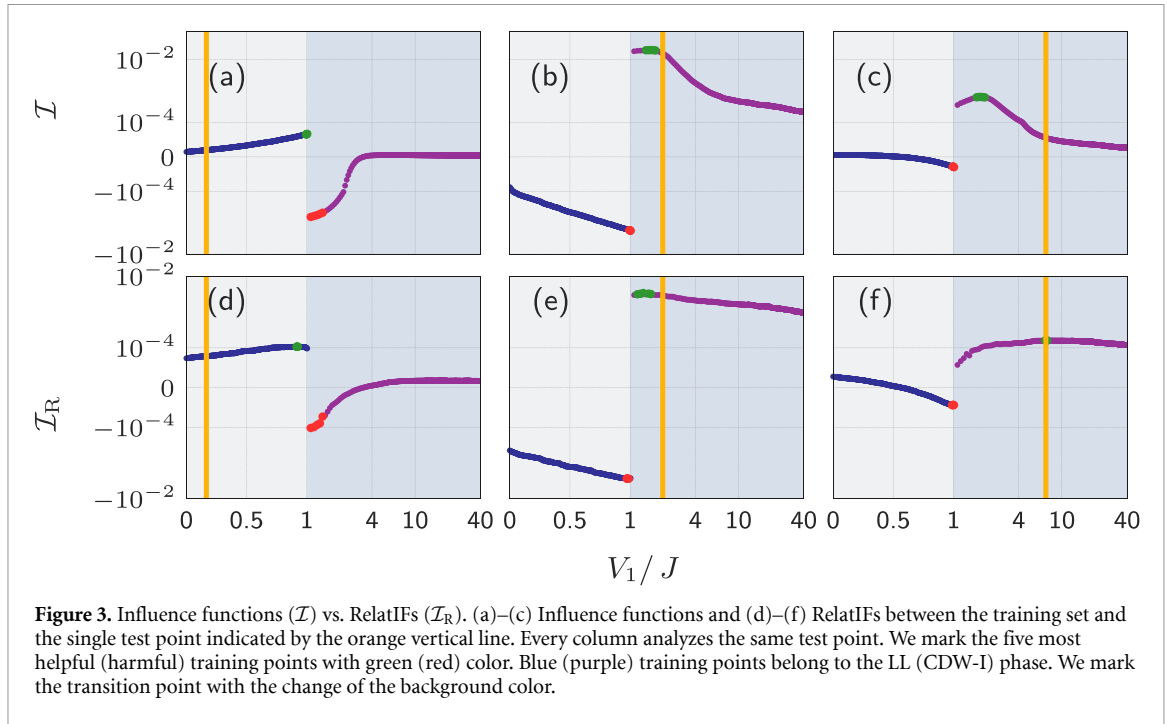 (a) (b) (c)
10⁻²
10⁻⁴
0
−10⁻⁴
−10⁻²
ℐ
(d) (e) (f)
10⁻²
10⁻⁴
0
−10⁻⁴
−10⁻²
ℐ_R
0 0.5 1 4 10 40 0 0.5 1 4 10 40 0 0.5 1 4 10 40
V₁/ J
Figure 3. Influence functions (ℐ) vs. RelatIFs (ℐ_R). (a)–(c) Influence functions and (d)–(f) RelatIFs between the training set and
the single test point indicated by the orange vertical line. Every column analyzes the same test point. We mark the five most
helpful (harmful) training points with green (red) color. Blue (purple) training points belong to the LL (CDW-I) phase. We mark
the transition point with the change of the background color.